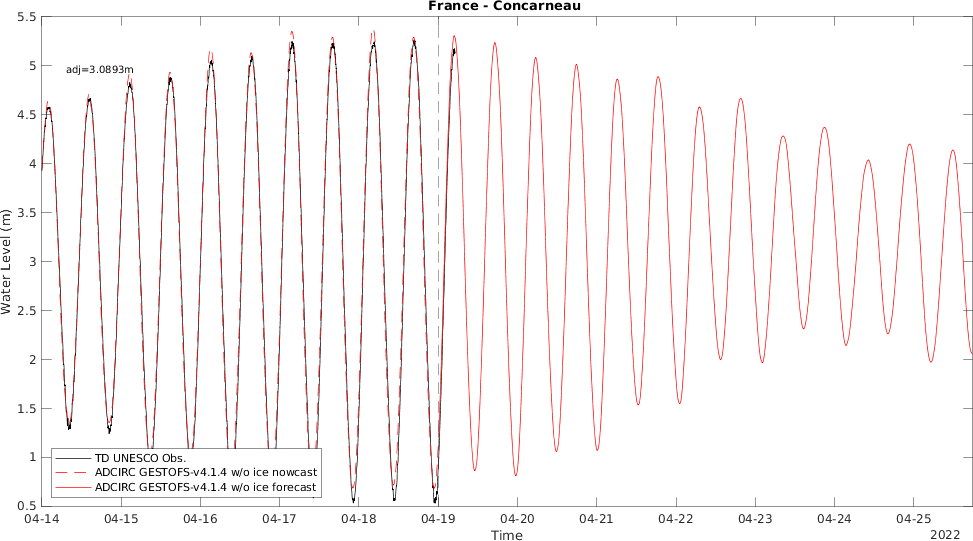 France - Concarneau
5.5
5
4.5
4
3.5
3
2.5
2
1.5
1
0.5
Water Level (m)
adj=3.0893m
TD UNESCO Obs.
ADCIRC GESTOFS-v4.1.4 w/o ice nowcast
ADCIRC GESTOFS-v4.1.4 w/o ice forecast
04-14 04-15 04-16 04-17 04-18 04-19 04-20 04-21 04-22 04-23 04-24 04-25
Time
2022